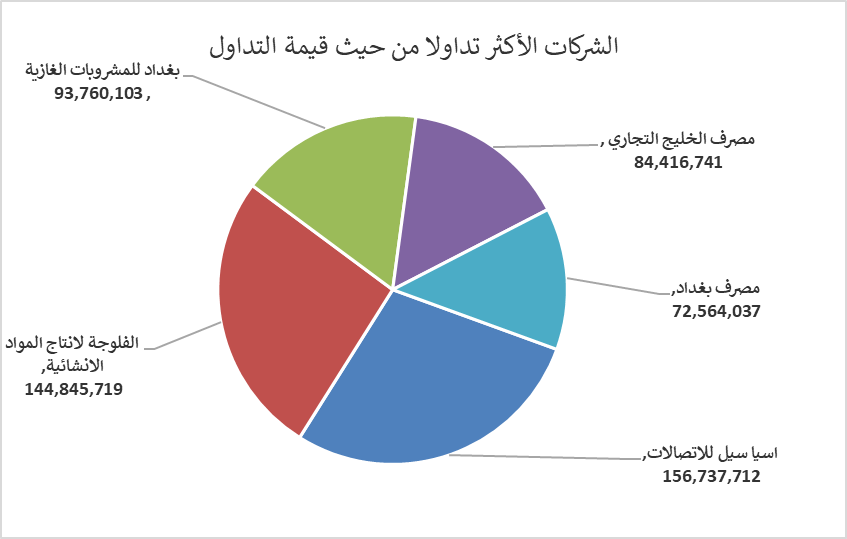 الشركات الأكثر تداولا من حيث قيمة التداول
بغداد للمشروبات الغازية
, 93,760,103
مصرف الخليج التجاري ,
84,416,741
مصرف بغداد,
72,564,037
الفلوجة لانتاج المواد
الانشائية,
144,845,719
اسيا سيل للاتصالات,
156,737,712